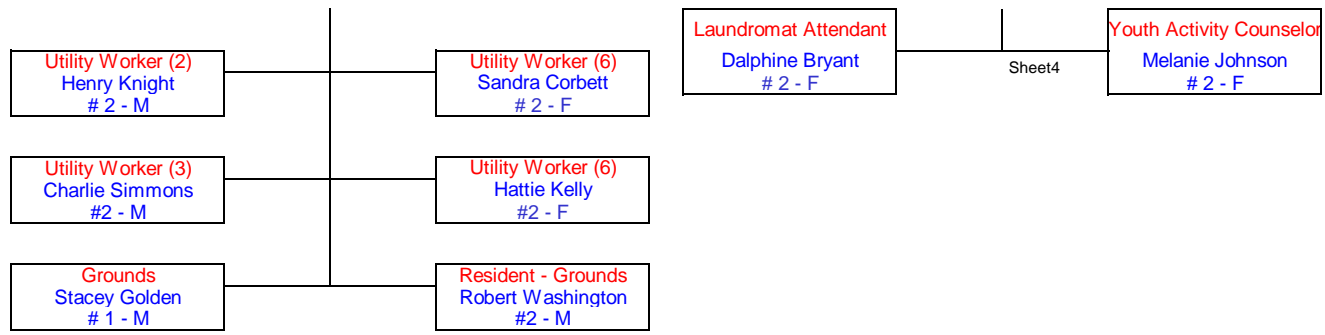 Utility Worker (2)
Henry Knight
# 2 - M
Utility Worker (6)
Sandra Corbett
# 2 - F
Utility Worker (3)
Charlie Simmons
#2 - M
Utility Worker (6)
Hattie Kelly
#2 - F
Grounds
Stacey Golden
# 1 - M
Resident - Grounds
Robert Washington
#2 - M
Laundromat Attendant
Dalphine Bryant
# 2 - F
Sheet4
Youth Activity Counselor
Melanie Johnson
# 2 - F